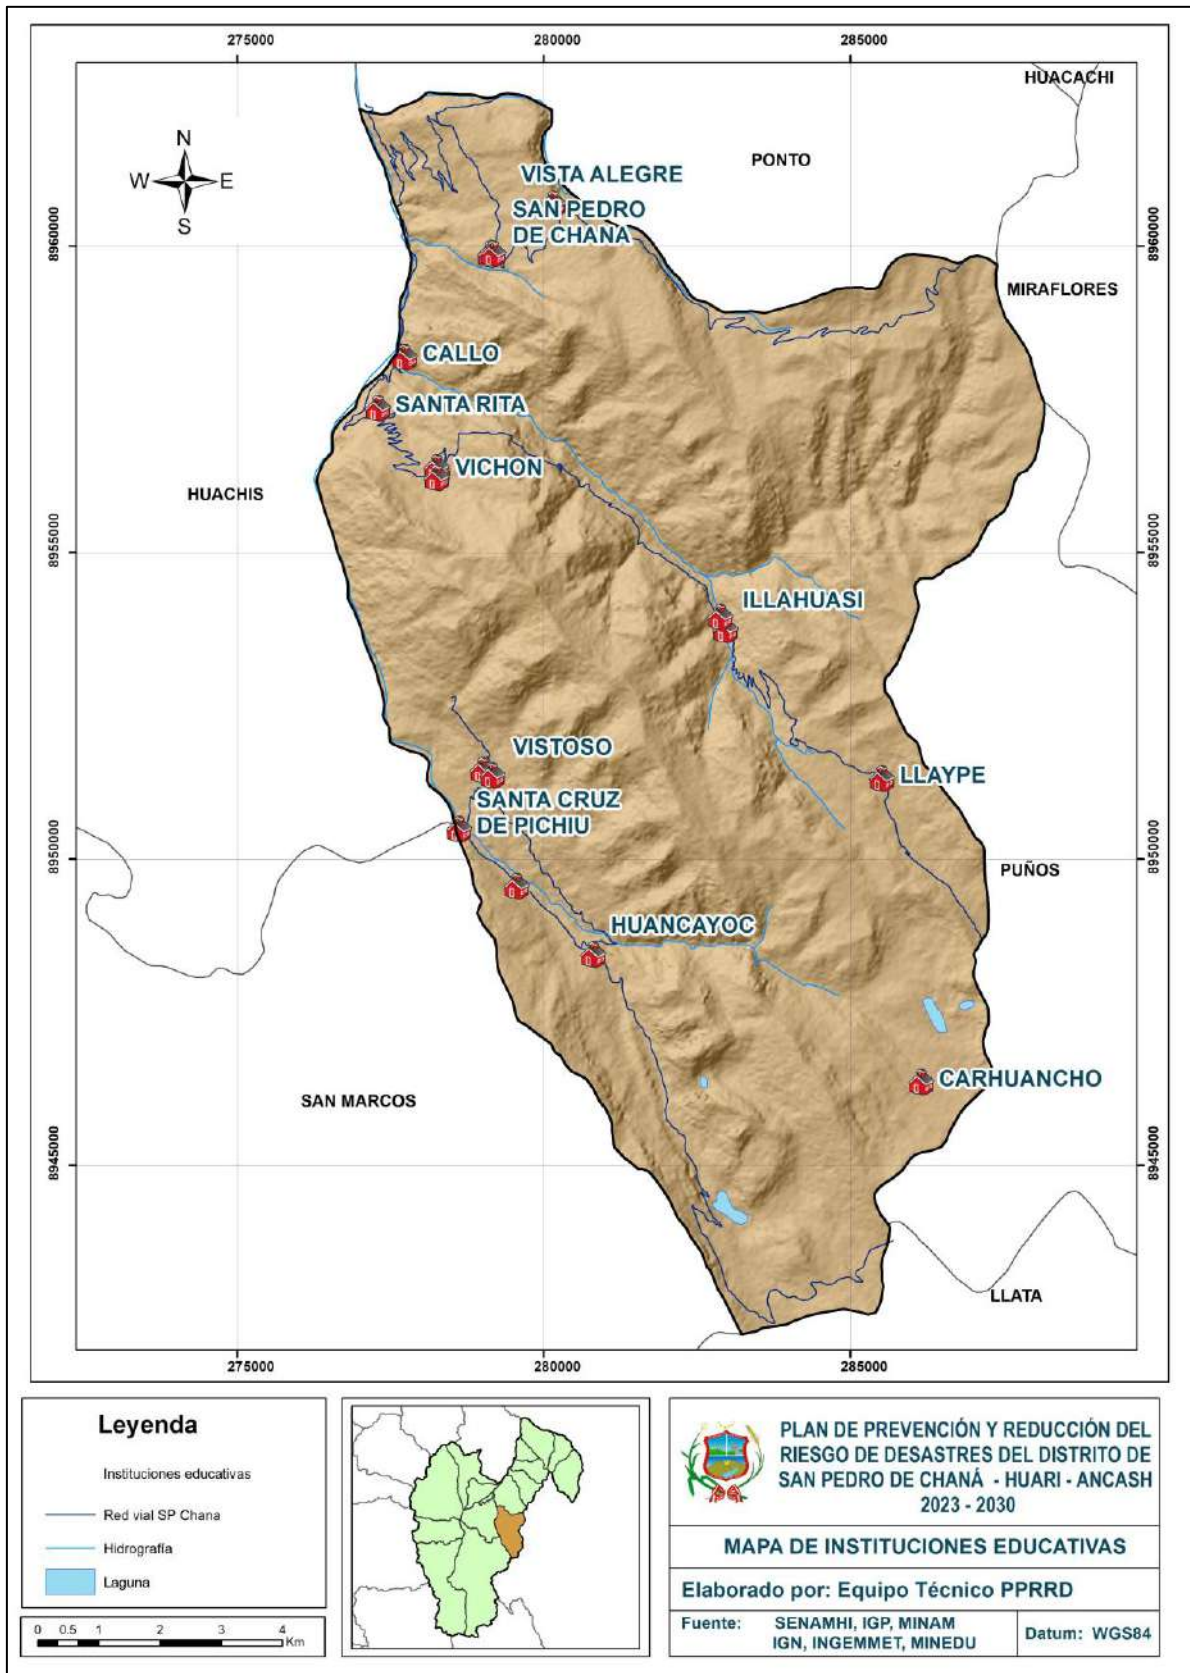 275000
280000
285000
HUACACHI
N
W E
S
PONTO
VISTA ALEGRE
SAN PEDRO
DE CHANA
8960000
8960000
MIRAFLORES
CALLO
SANTA RITA
VICHON
HUACHIS
8955000
8955000
ILLAHUASI
VISTOSO
LLAYPE
SANTA CRUZ
DE PICHIU
8950000
8950000
PUÑOS
HUANCAYOC
CARHUANCHO
SAN MARCOS
8945000
8945000
LLATA
275000
280000
285000
Leyenda
Instituciones educativas
Red vial SP Chana
Hidrografía
Laguna
0 0.5 1 2 3 4
Km
PLAN DE PREVENCIÓN Y REDUCCIÓN DEL
RIESGO DE DESASTRES DEL DISTRITO DE
SAN PEDRO DE CHANÁ - HUARI - ANCASH
2023 - 2030
MAPA DE INSTITUCIONES EDUCATIVAS
Elaborado por: Equipo Técnico PPRRD
Fuente: SENAMHI, IGP, MINAM
IGN, INGEMMET, MINEDU
Datum: WGS84